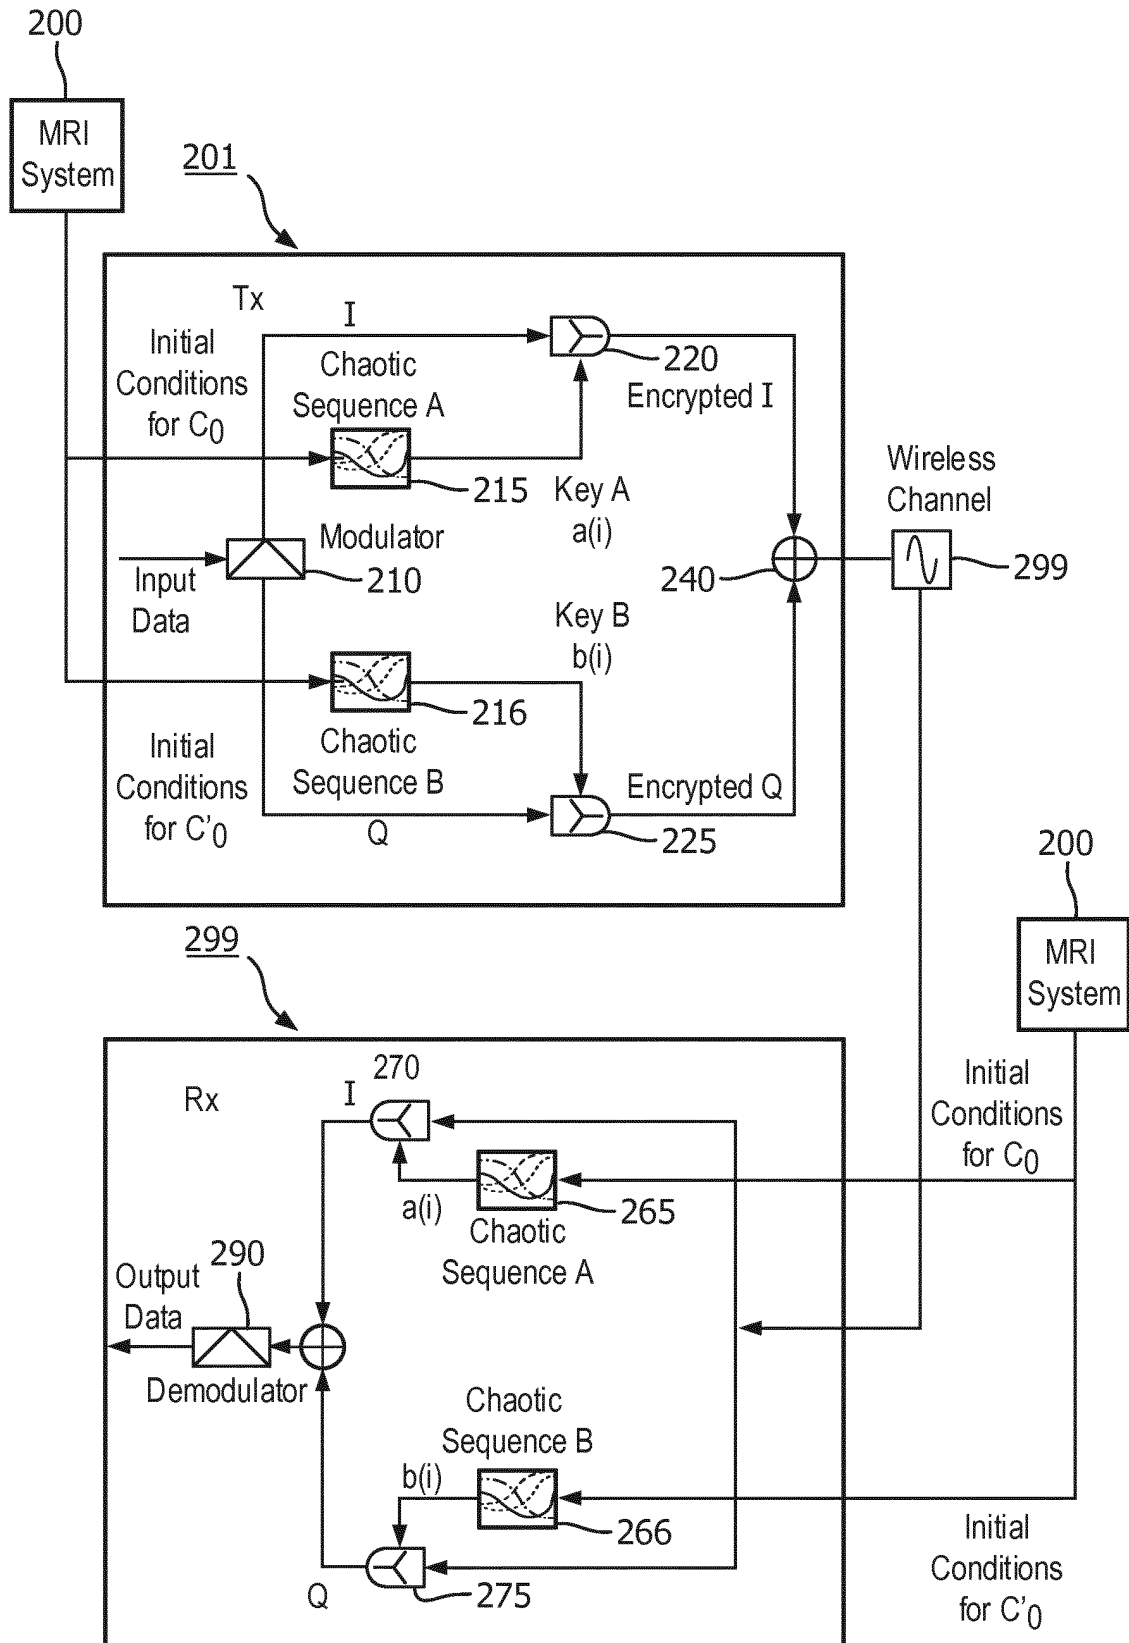 200
MRI
System
201
Tx
I
Initial
Conditions
for C0
Chaotic
Sequence A
220
Encrypted I
215
Key A
a(i)
Wireless
Channel
Modulator
210
Input
Data
240
299
Key B
b(i)
216
Initial
Conditions
for C'0
Chaotic
Sequence B
Encrypted Q
Q
225
200
MRI
System
299
Rx
I
270
Initial
Conditions
for C0
a(i)
265
Chaotic
Sequence A
290
Output
Data
Demodulator
Chaotic
Sequence B
b(i)
266
Q
275
Initial
Conditions
for C'0